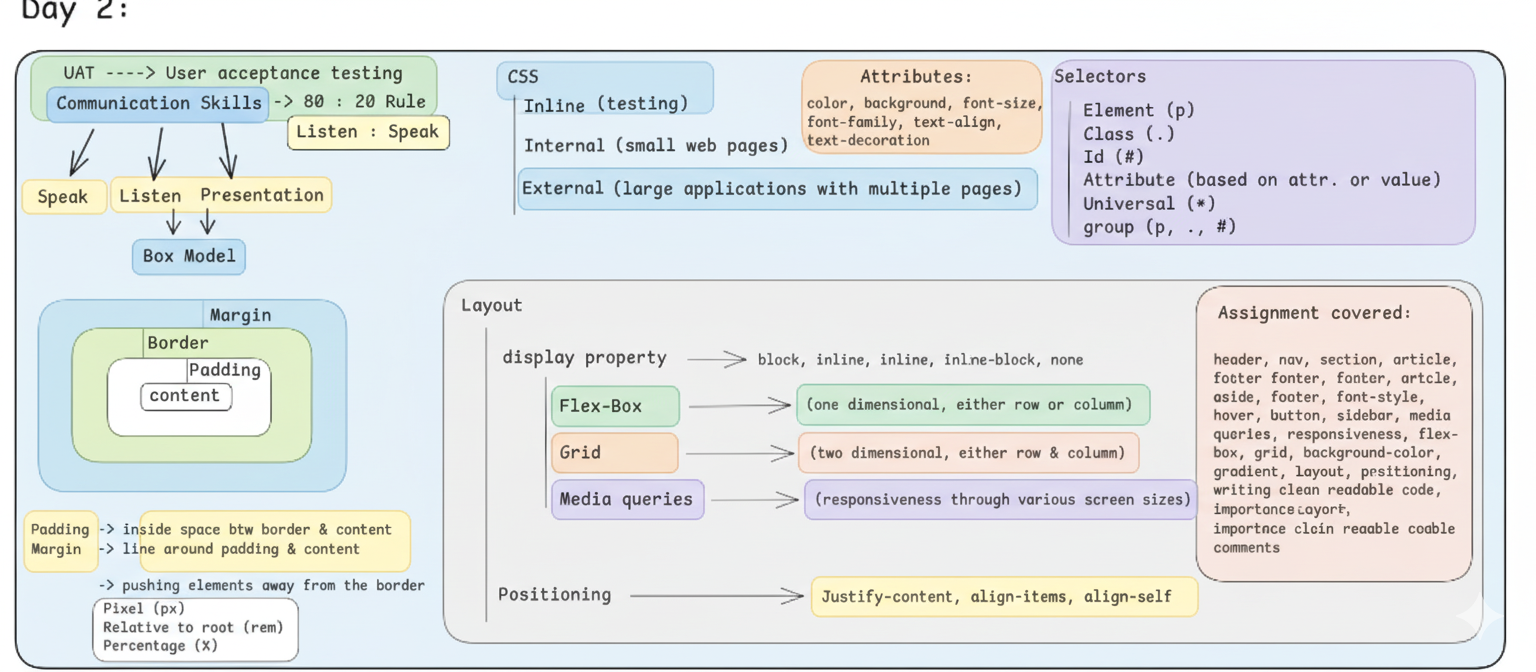 Day 2:
UAT ----> User acceptance testing
Communication Skills -> 80 : 20 Rule
Listen : Speak
Speak
Listen
Presentation
Box Model
Margin
Border
Padding
content
Padding -> inside space btw border & content
Margin -> line around padding & content
-> pushing elements away from the border
Pixel (px)
Relative to root (rem)
Percentage (%)
CSS
Inline (testing)
Internal (small web pages)
External (large applications with multiple pages)
Attributes:
color, background, font-size,
font-family, text-align,
text-decoration
Selectors
Element (p)
Class (.)
Id (#)
Attribute (based on attr. or value)
Universal (*)
group (p, ., #)
Layout
display property
block, inline, inline, inline-block, none
Flex-Box
(one dimensional, either row or columm)
Grid
(two dimensional, either row & columm)
Media queries
(responsiveness through various screen sizes)
Positioning
Justify-content, align-items, align-self
Assignment covered:
header, nav, section, article,
footter fonter, fontor, artcle,
aside, footer, font-style,
hover, button, sidebar, media
queries, responsiveness, flex-
box, grid, background-color,
gradient, layout, positioning,
writing clean readable code,
importance
importnce cloin reaable coable
comments